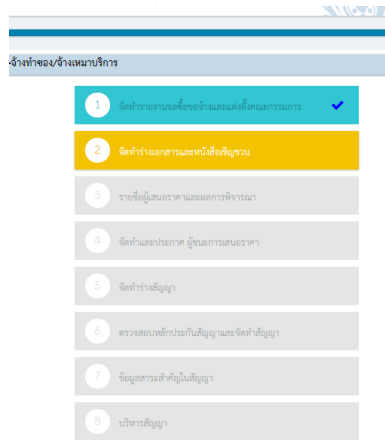 จ้างทำของ/จ้างเหมาบริการ
1 จัดทำรายงานขอซื้อขอจ้างและแต่งตั้งคณะกรรมการ
2 จัดทำร่างเอกสารและหนังสือเชิญชวน
3 รายชื่อผู้เสนอราคาและผลการพิจารณา
4 จัดทำและประกาศ ผู้ชนะการเสนอราคา
5 จัดทำร่างสัญญา
6 ตรวจสอบหลักประกันสัญญาและจัดทำสัญญา
7 ข้อมูลสาระสำคัญในสัญญา
8 บริหารสัญญา